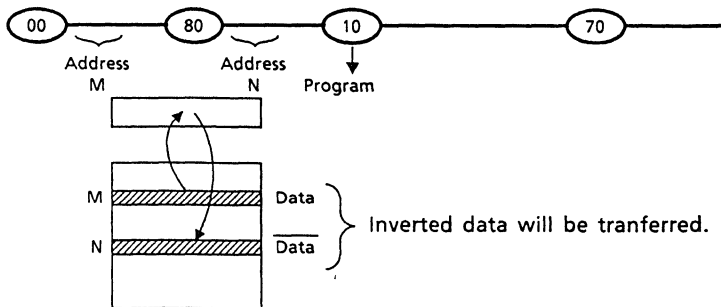 00 80 10 70
Address Address
M N Program
M Data
Inverted data will be tranferred.
N Data